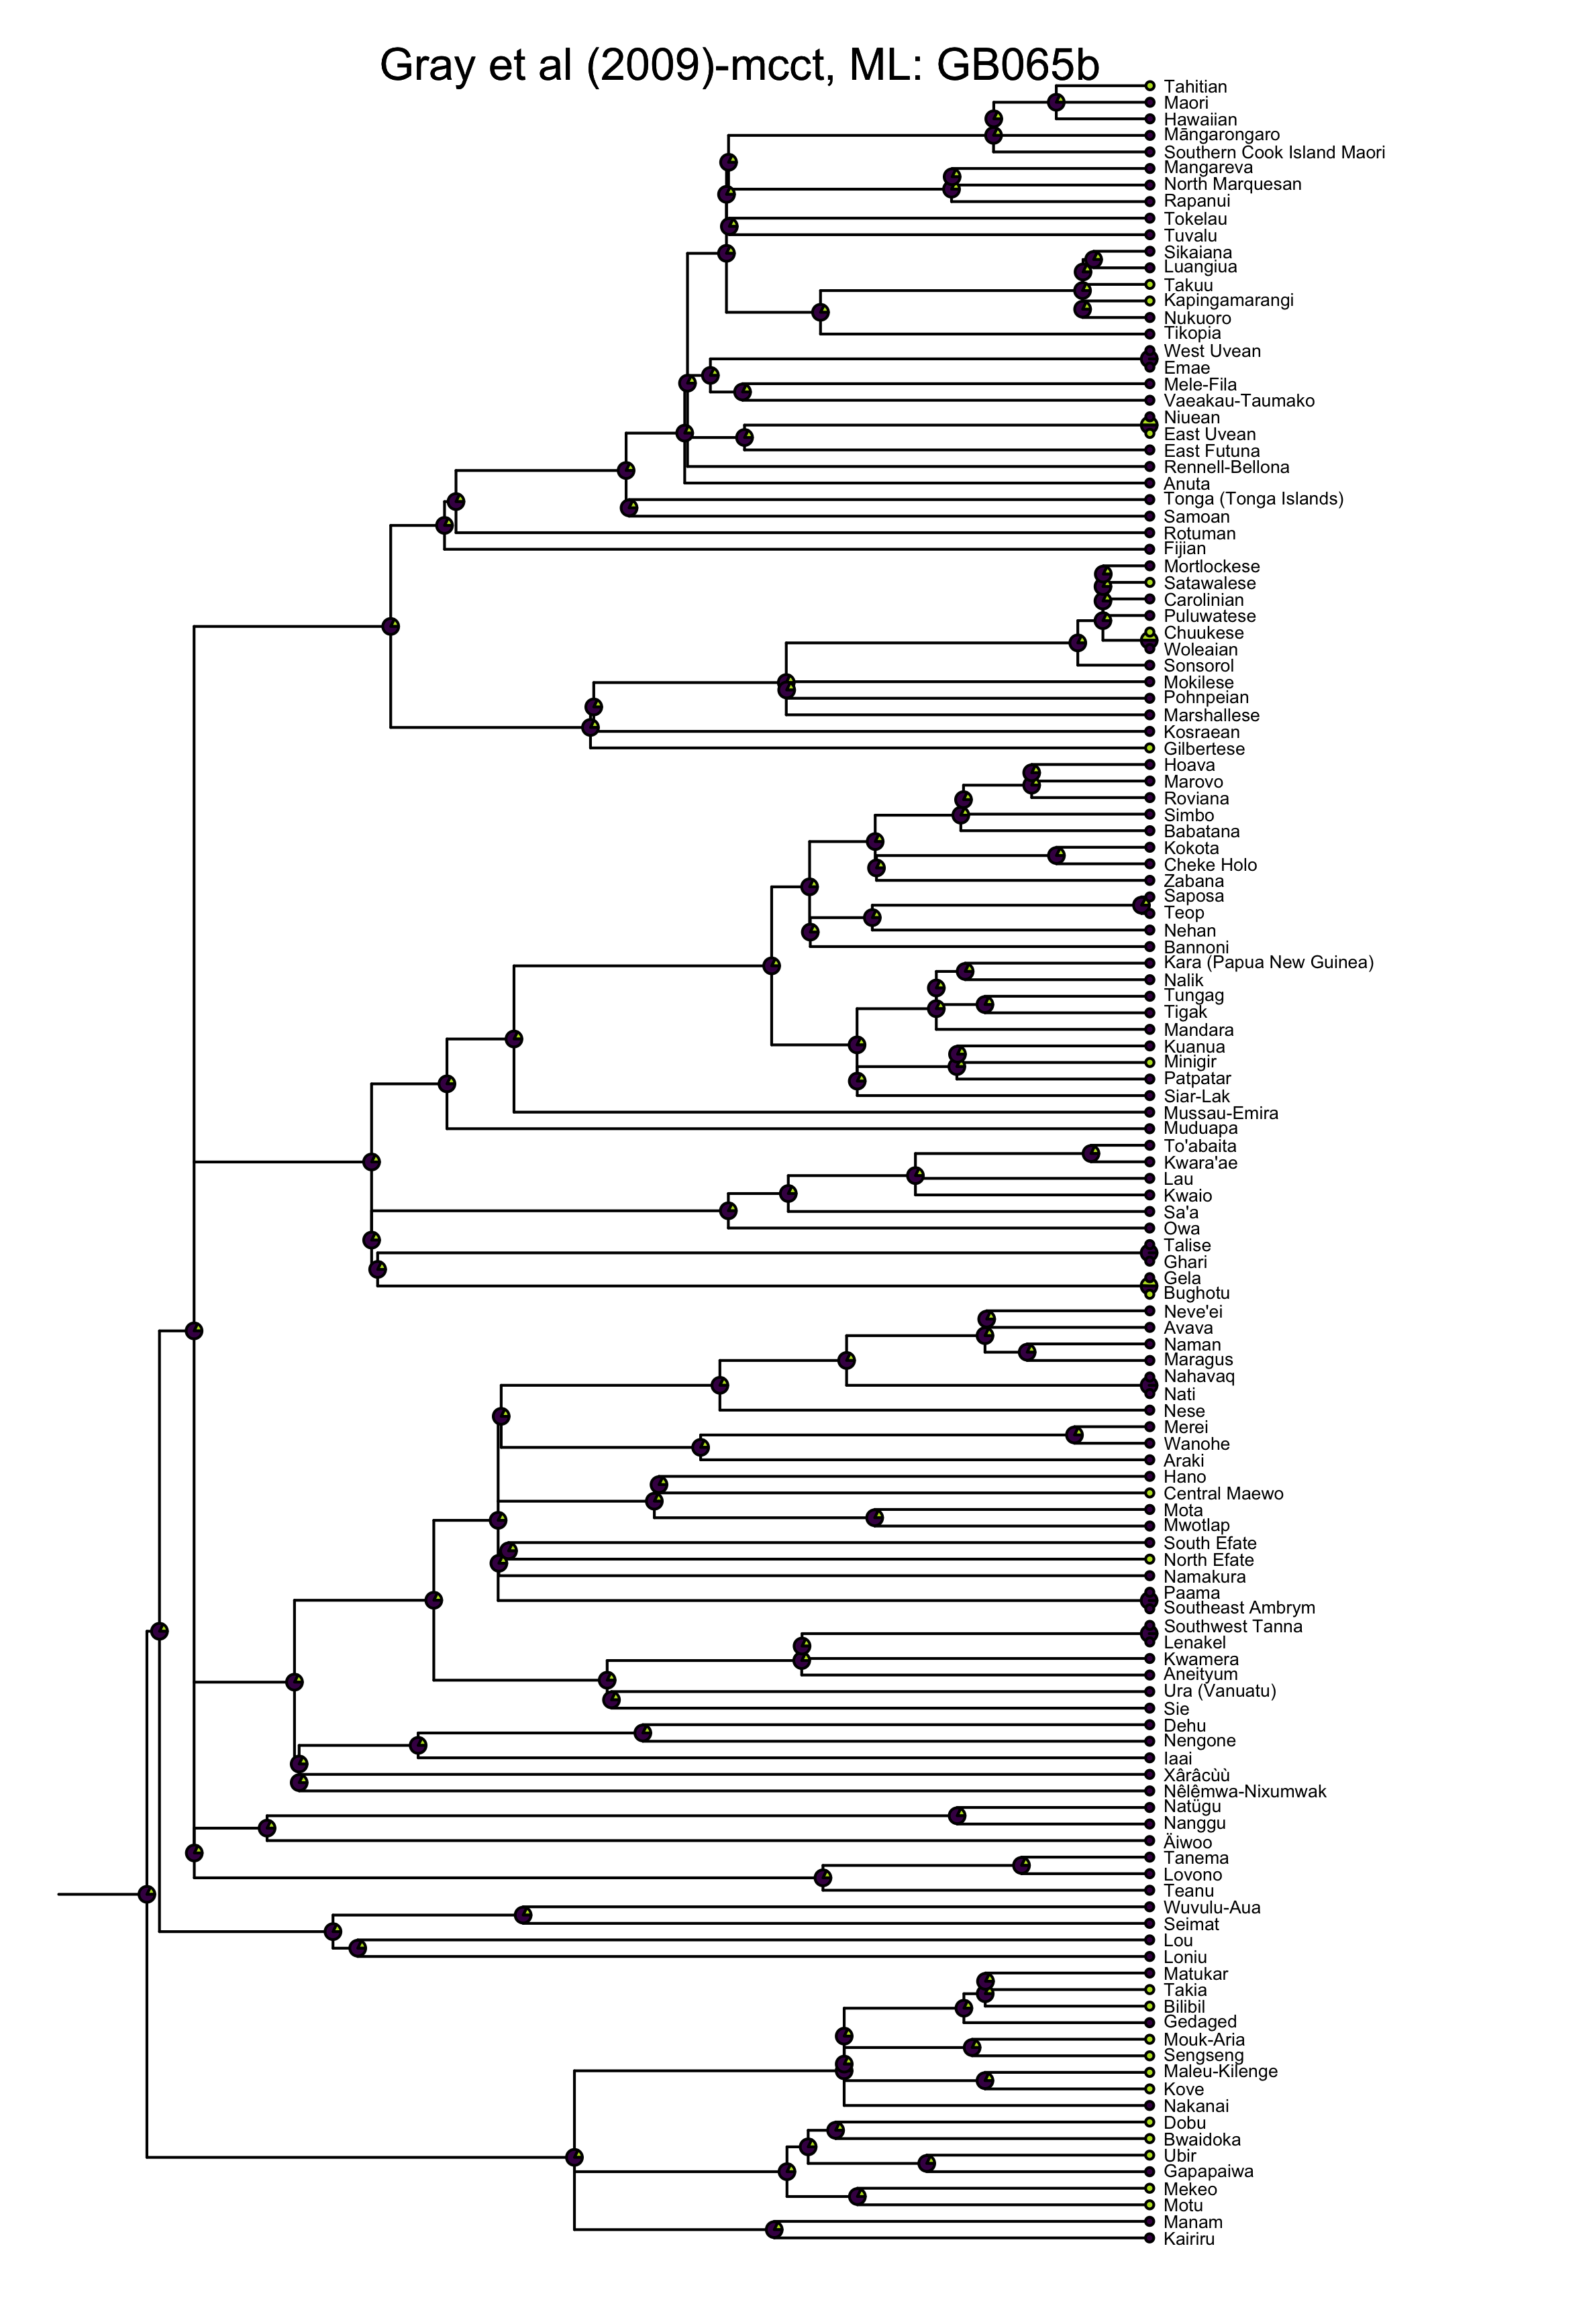 Gray et al (2009)-mcct, ML: GB065b
Tahitian
Maori
Hawaiian
Māngarongaro
Southern Cook Island Maori
Mangareva
North Marquesan
Rapanui
Tokelau
Tuvalu
Sikaiana
Luangiua
Takuu
Kapingamarangi
Nukuoro
Tikopia
West Uvean
Emae
Mele-Fila
Vaeakau-Taumako
Niuean
East Uvean
East Futuna
Rennell-Bellona
Anuta
Tonga (Tonga Islands)
Samoan
Rotuman
Fijian
Mortlockese
Satawalese
Carolinian
Puluwatese
Chuukese
Woleaian
Sonsorol
Mokilese
Pohnpeian
Marshallese
Kosraean
Gilbertese
Hoava
Marovo
Roviana
Simbo
Babatana
Kokota
Cheke Holo
Zabana
Saposa
Teop
Nehan
Bannoni
Kara (Papua New Guinea)
Nalik
Tungag
Tigak
Mandara
Kuanua
Minigir
Patpatar
Siar-Lak
Mussau-Emira
Muduapa
To'abaita
Kwara'ae
Lau
Kwaio
Sa'a
Owa
Talise
Ghari
Gela
Bughotu
Neve'ei
Avava
Naman
Maragus
Nahavaq
Nati
Nese
Merei
Wanohe
Araki
Hano
Central Maewo
Mota
Mwotlap
South Efate
North Efate
Namakura
Paama
Southeast Ambrym
Southwest Tanna
Lenakel
Kwamera
Aneityum
Ura (Vanuatu)
Sie
Dehu
Nengone
Iaai
Xârâcùù
Nêlêmwa-Nixumwak
Natügu
Nanggu
Äiwoo
Tanema
Lovono
Teanu
Wuvulu-Aua
Seimat
Lou
Loniu
Matukar
Takia
Bilibil
Gedaged
Mouk-Aria
Sengseng
Maleu-Kilenge
Kove
Nakanai
Dobu
Bwaidoka
Ubir
Gapapaiwa
Mekeo
Motu
Manam
Kairiru